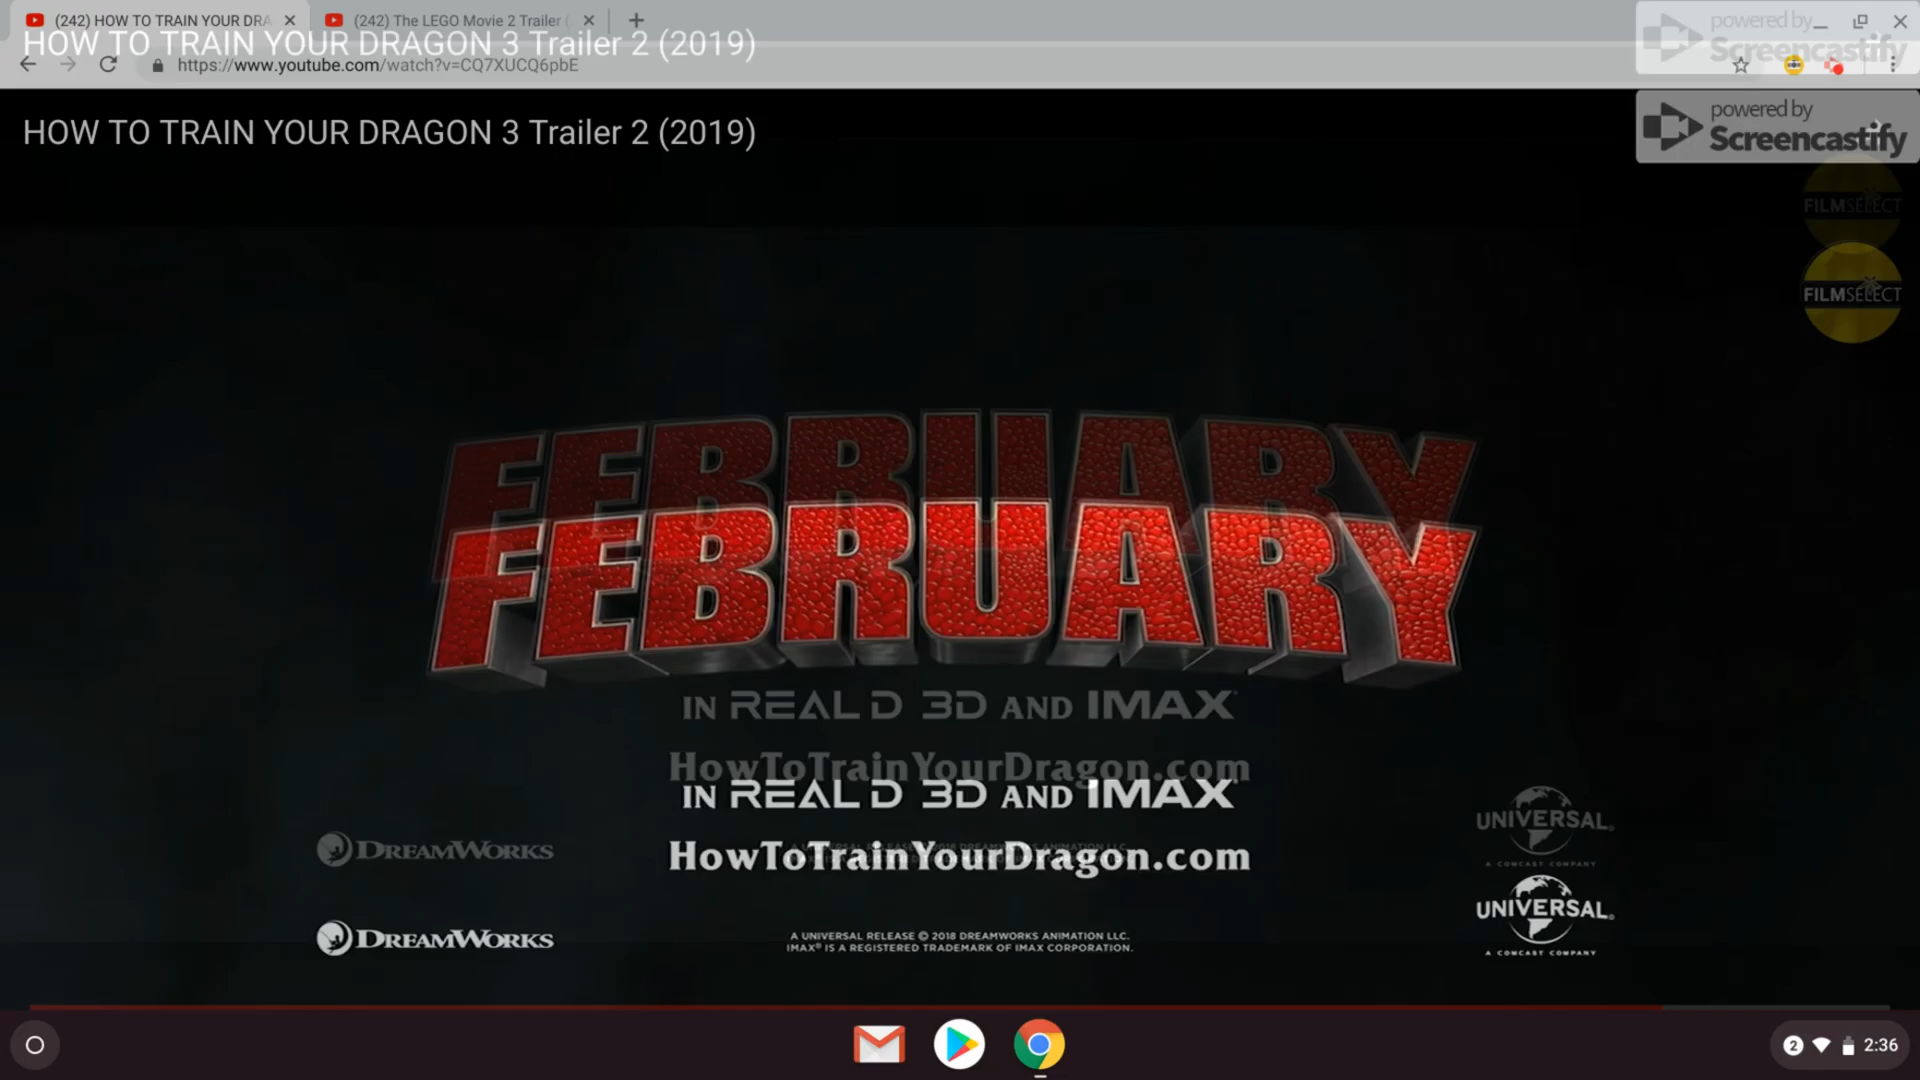 (242) HOW TO TRAIN YOUR DRA
(242) The LEGO Movie 2 Trailer (
powered by
Screencastify
HOW TO TRAIN YOUR DRAGON 3 Trailer 2 (2019)
https://www.youtube.com/watch?v=CQ7XUCQ6pbE
HOW TO TRAIN YOUR DRAGON 3 Trailer 2 (2019)
powered by
Screencastify
FILMSELECT
FILMSELECT
FEBRUARY
FEBRUARY
IN REAL D 3D AND IMAX
HowToTrainYourDragon.com
IN REAL D 3D AND IMAX
UNIVERSAL
A COMCAST COMPANY
DREAMWORKS
HowToTrainYourDragon.com
UNIVERSAL
A COMCAST COMPANY
DREAMWORKS
A UNIVERSAL RELEASE © 2018 DREAMWORKS ANIMATION LLC.
IMAX® IS A REGISTERED TRADEMARK OF IMAX CORPORATION.
2
2:36